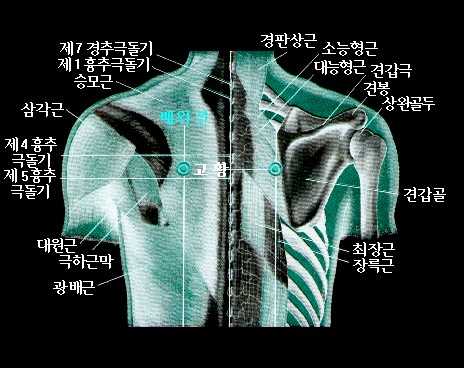 제7 경추극돌기
제1 흉추극돌기
승모근
삼각근
제4 흉추
극돌기
제5 흉추
극돌기
대원근
극하근막
광배근
고황
경판상근
소능형근
대능형근
견갑극
견봉
상완골두
견갑골
최장근
장륵근